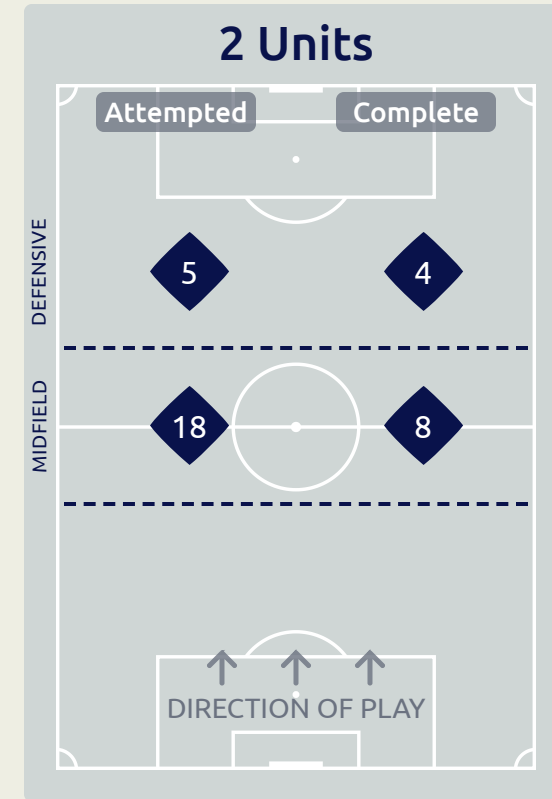 2 Units
Attempted Complete
DEFENSIVE
5 4
MIDFIELD
18 8
DIRECTION OF PLAY